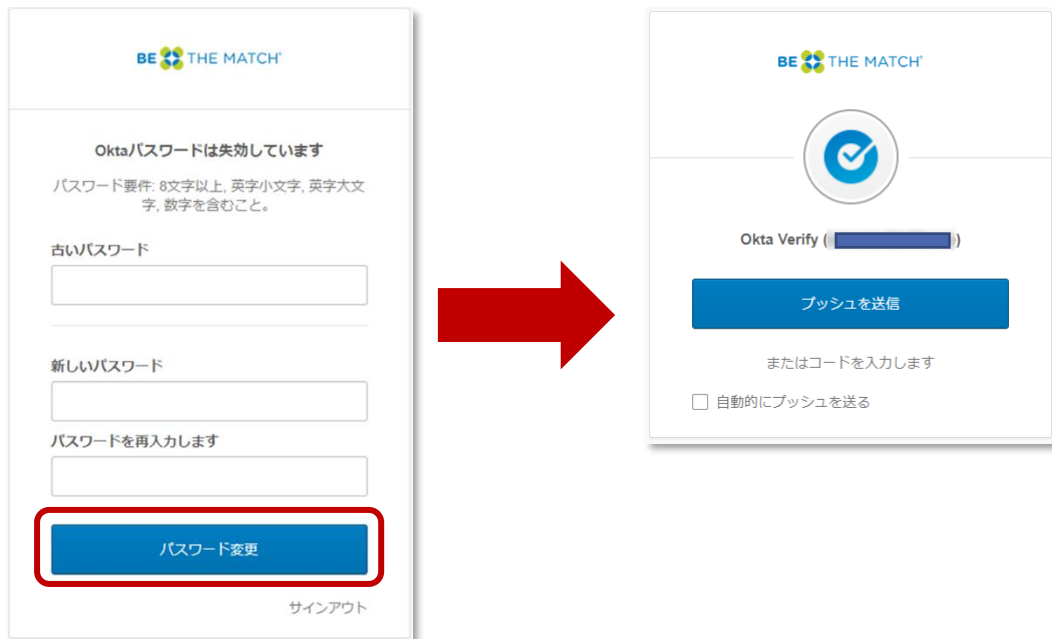 BE THE MATCH®
Oktaパスワードは失効しています
パスワード要件: 8文字以上, 英字小文字, 英字大文
字, 数字を含むこと。
古いパスワード
新しいパスワード
パスワードを再入力します
パスワード変更
サインアウト
BE THE MATCH®
Okta Verify ( )
プッシュを送信
またはコードを入力します
自動的にプッシュを送る